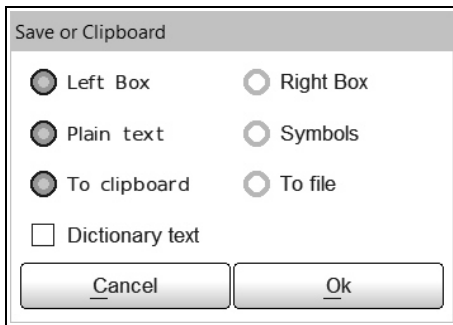 Save or Clipboard
Left Box Right Box
Plain text Symbols
To clipboard To file
Dictionary text
Cancel Ok